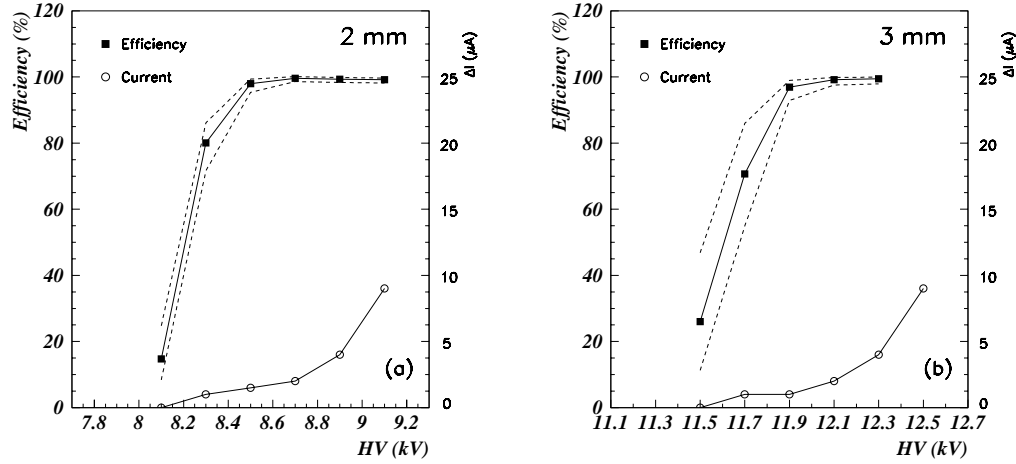 Efficiency (%)
120
100
80
60
40
20
0
■ Efficiency
○ Current
2 mm
(a)
ΔI (μA)
25
20
15
10
5
0
7.8 8 8.2 8.4 8.6 8.8 9 9.2
HV (kV)
Efficiency (%)
120
100
80
60
40
20
0
■ Efficiency
○ Current
3 mm
(b)
ΔI (μA)
25
20
15
10
5
0
11.1 11.3 11.5 11.7 11.9 12.1 12.3 12.5 12.7
HV (kV)